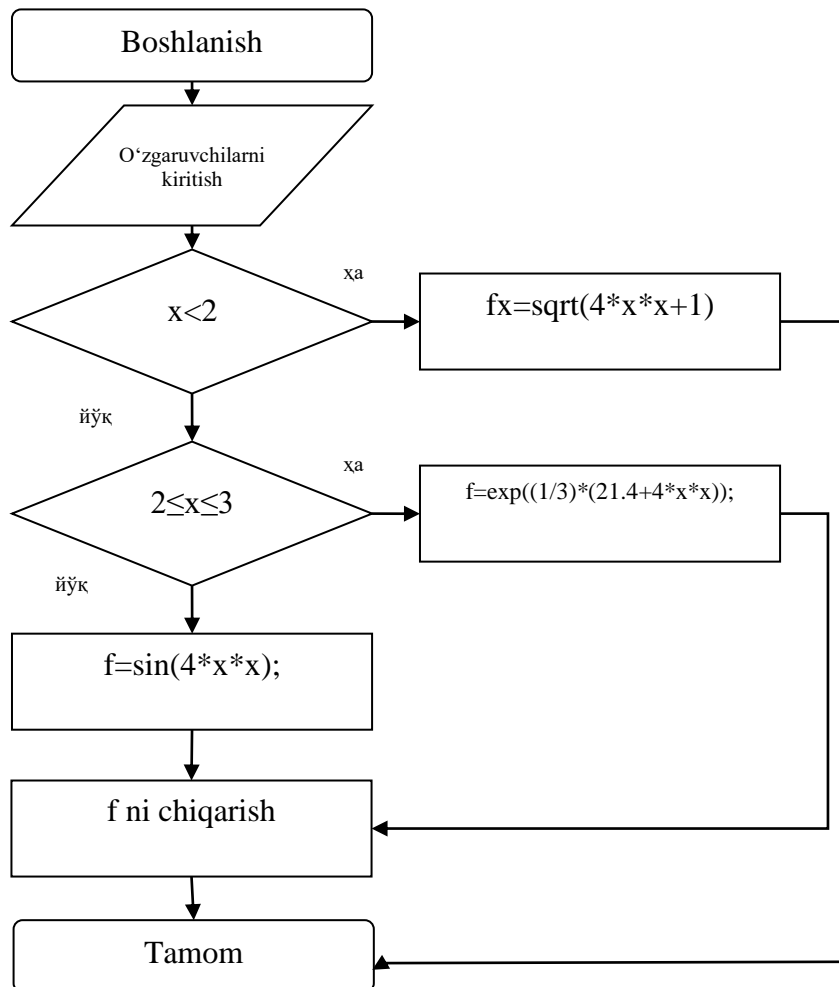 Boshlanish
O‘zgaruvchilarni
kiritish
x<2
ҳа
fx=sqrt(4*x*x+1)
йўқ
2≤x≤3
ҳа
f=exp((1/3)*(21.4+4*x*x));
йўқ
f=sin(4*x*x);
f ni chiqarish
Tamom